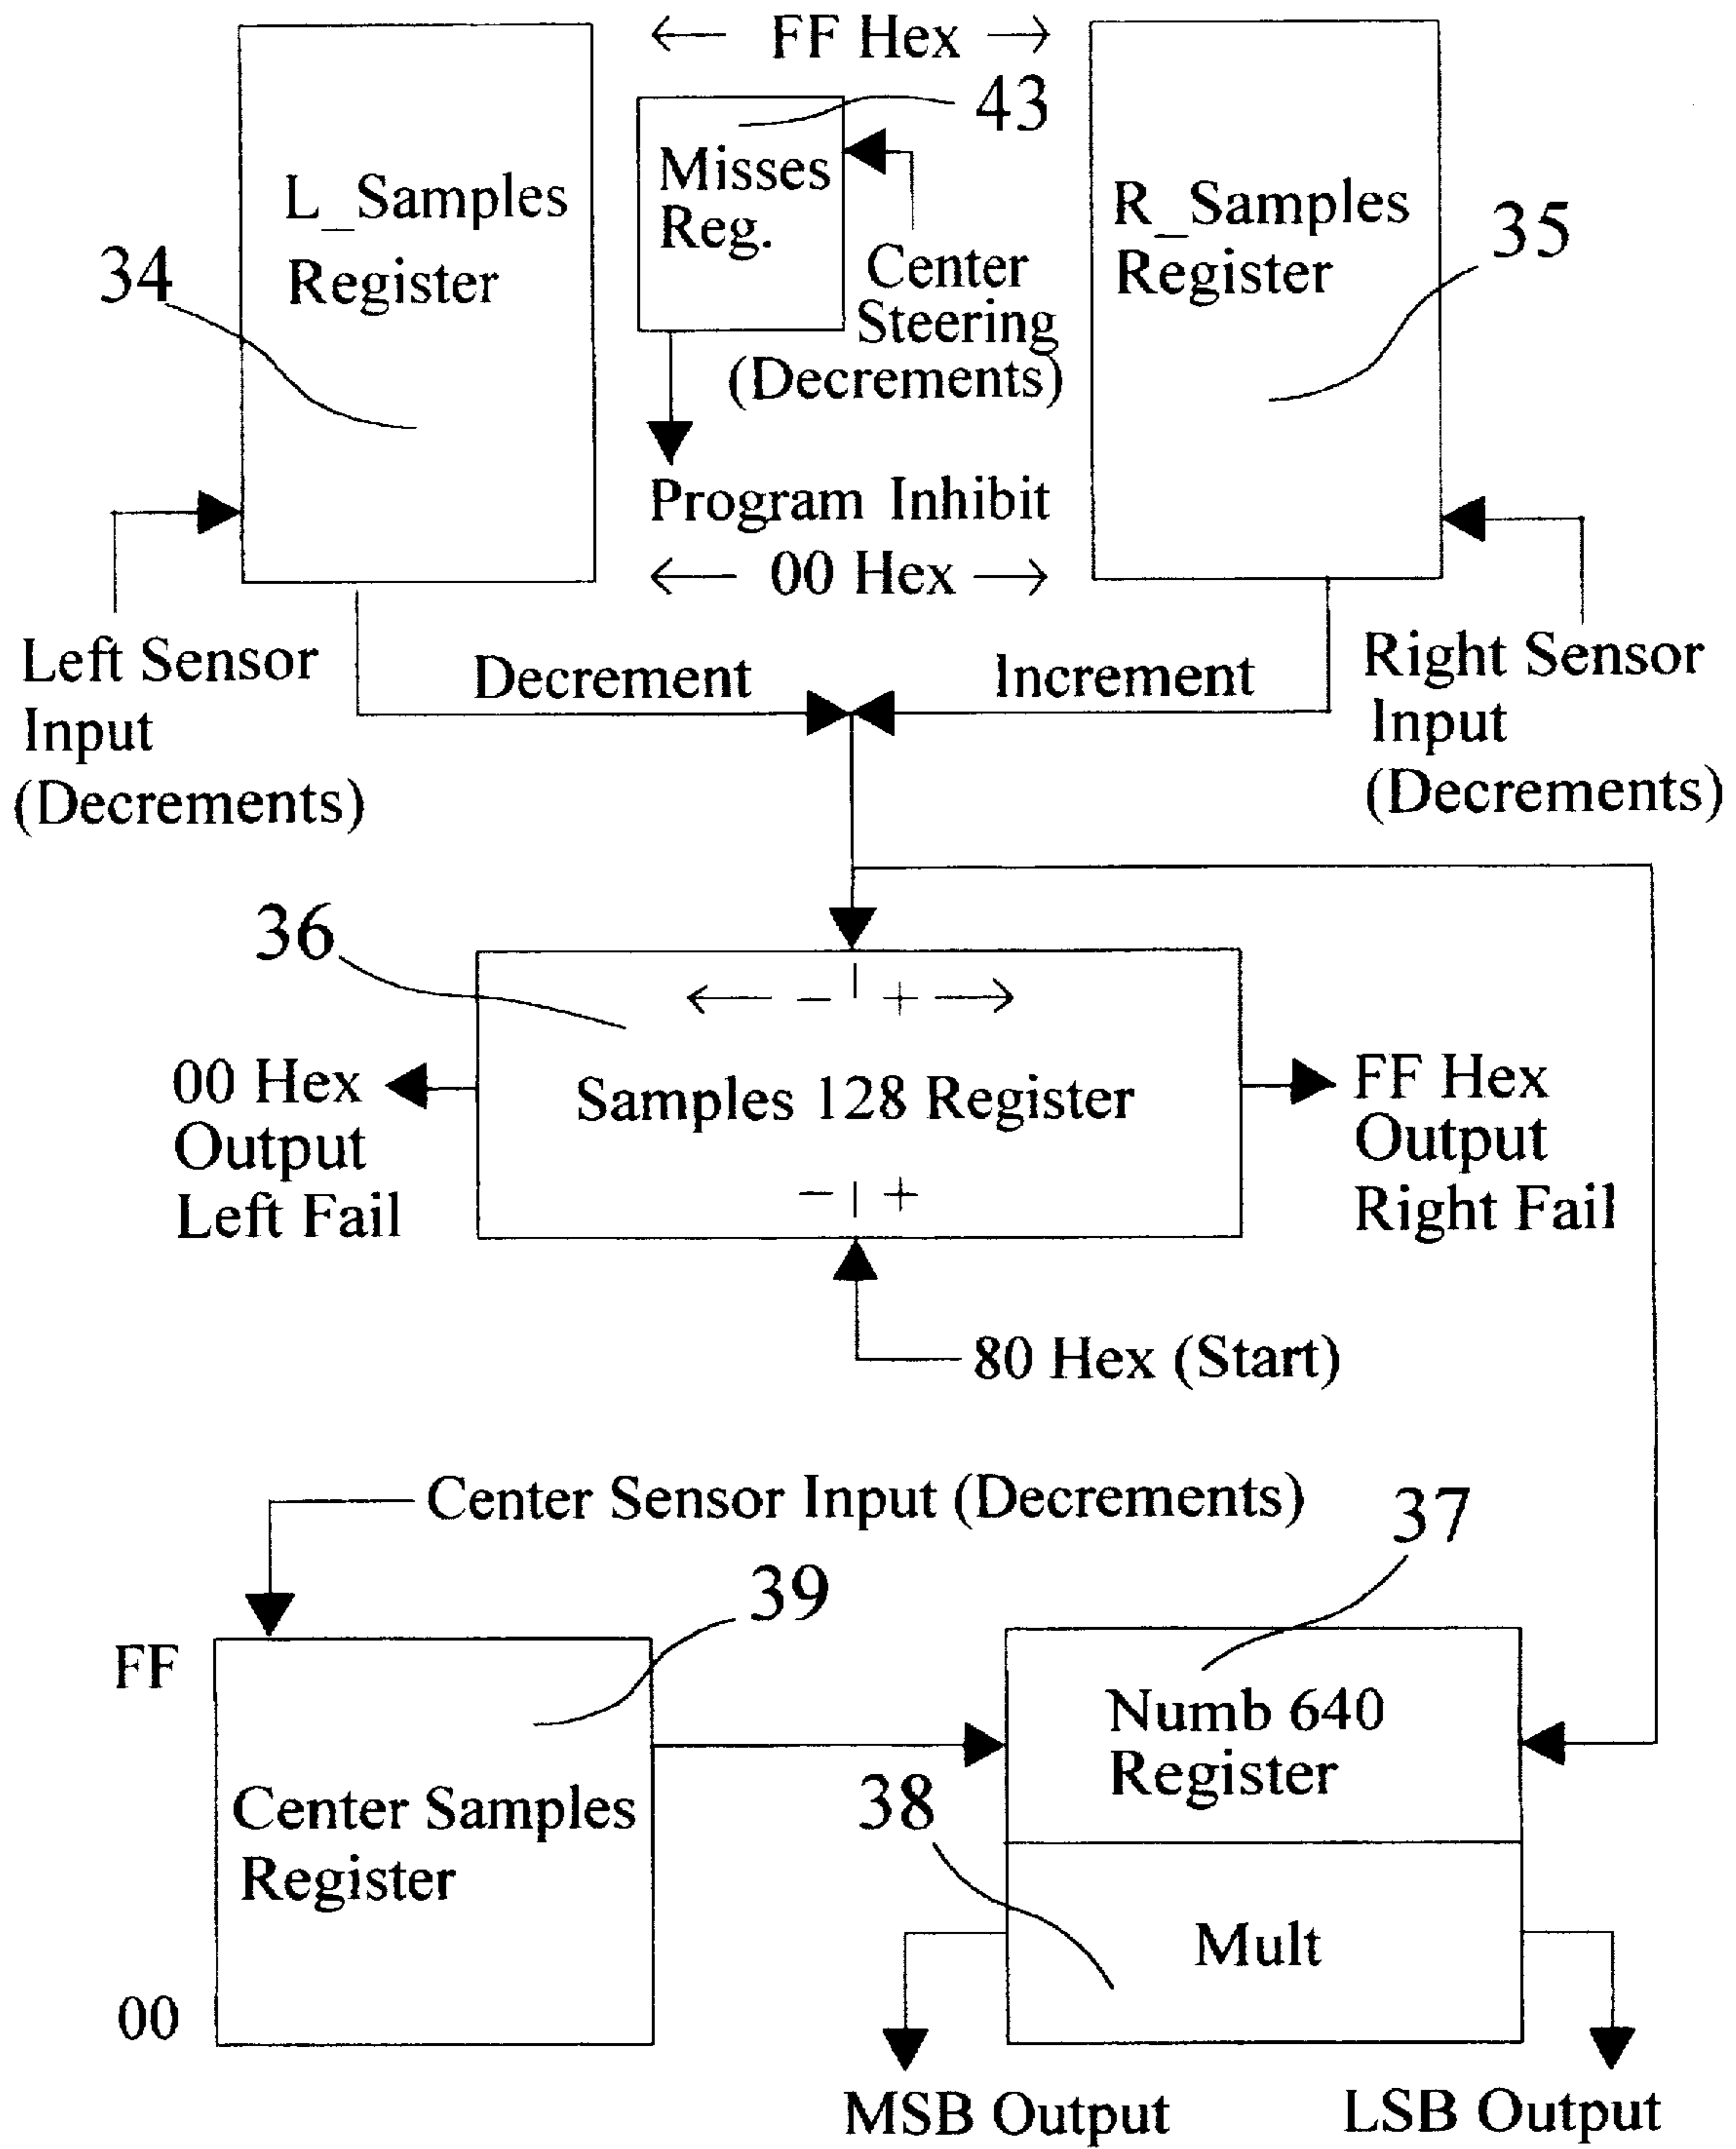 FF Hex
43
L_Samples
Register
34
Misses
Reg.
Center
Steering
(Decrements)
R_Samples
Register
35
Program Inhibit
00 Hex
Left Sensor
Input
(Decrements)
Decrement
Increment
Right Sensor
Input
(Decrements)
36
← − | + →
00 Hex
Output
Left Fail
Samples 128 Register
− | +
FF Hex
Output
Right Fail
80 Hex (Start)
Center Sensor Input (Decrements)
37
39
FF
Center Samples
Register
00
Numb 640
Register
38
Mult
MSB Output
LSB Output